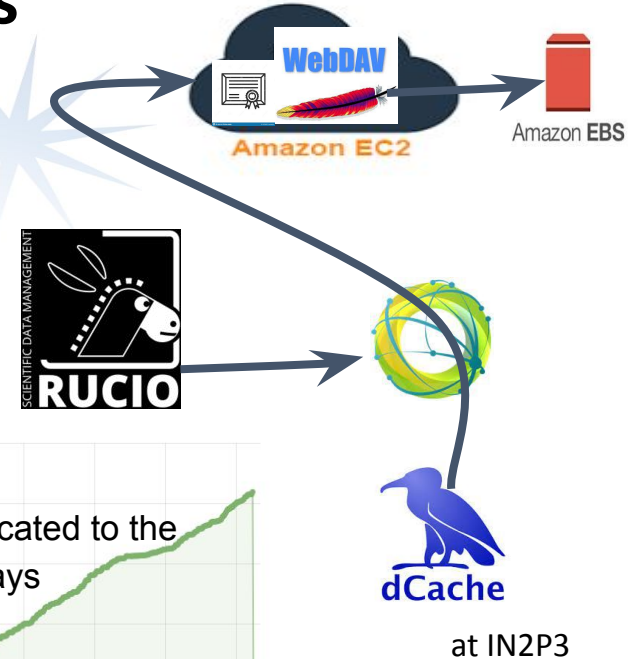 s
WebDAV
Amazon EC2
Amazon EBS
SCIENTIFIC DATA MANAGEMENT
RUCIO
cated to the
ays
dCache
at IN2P3